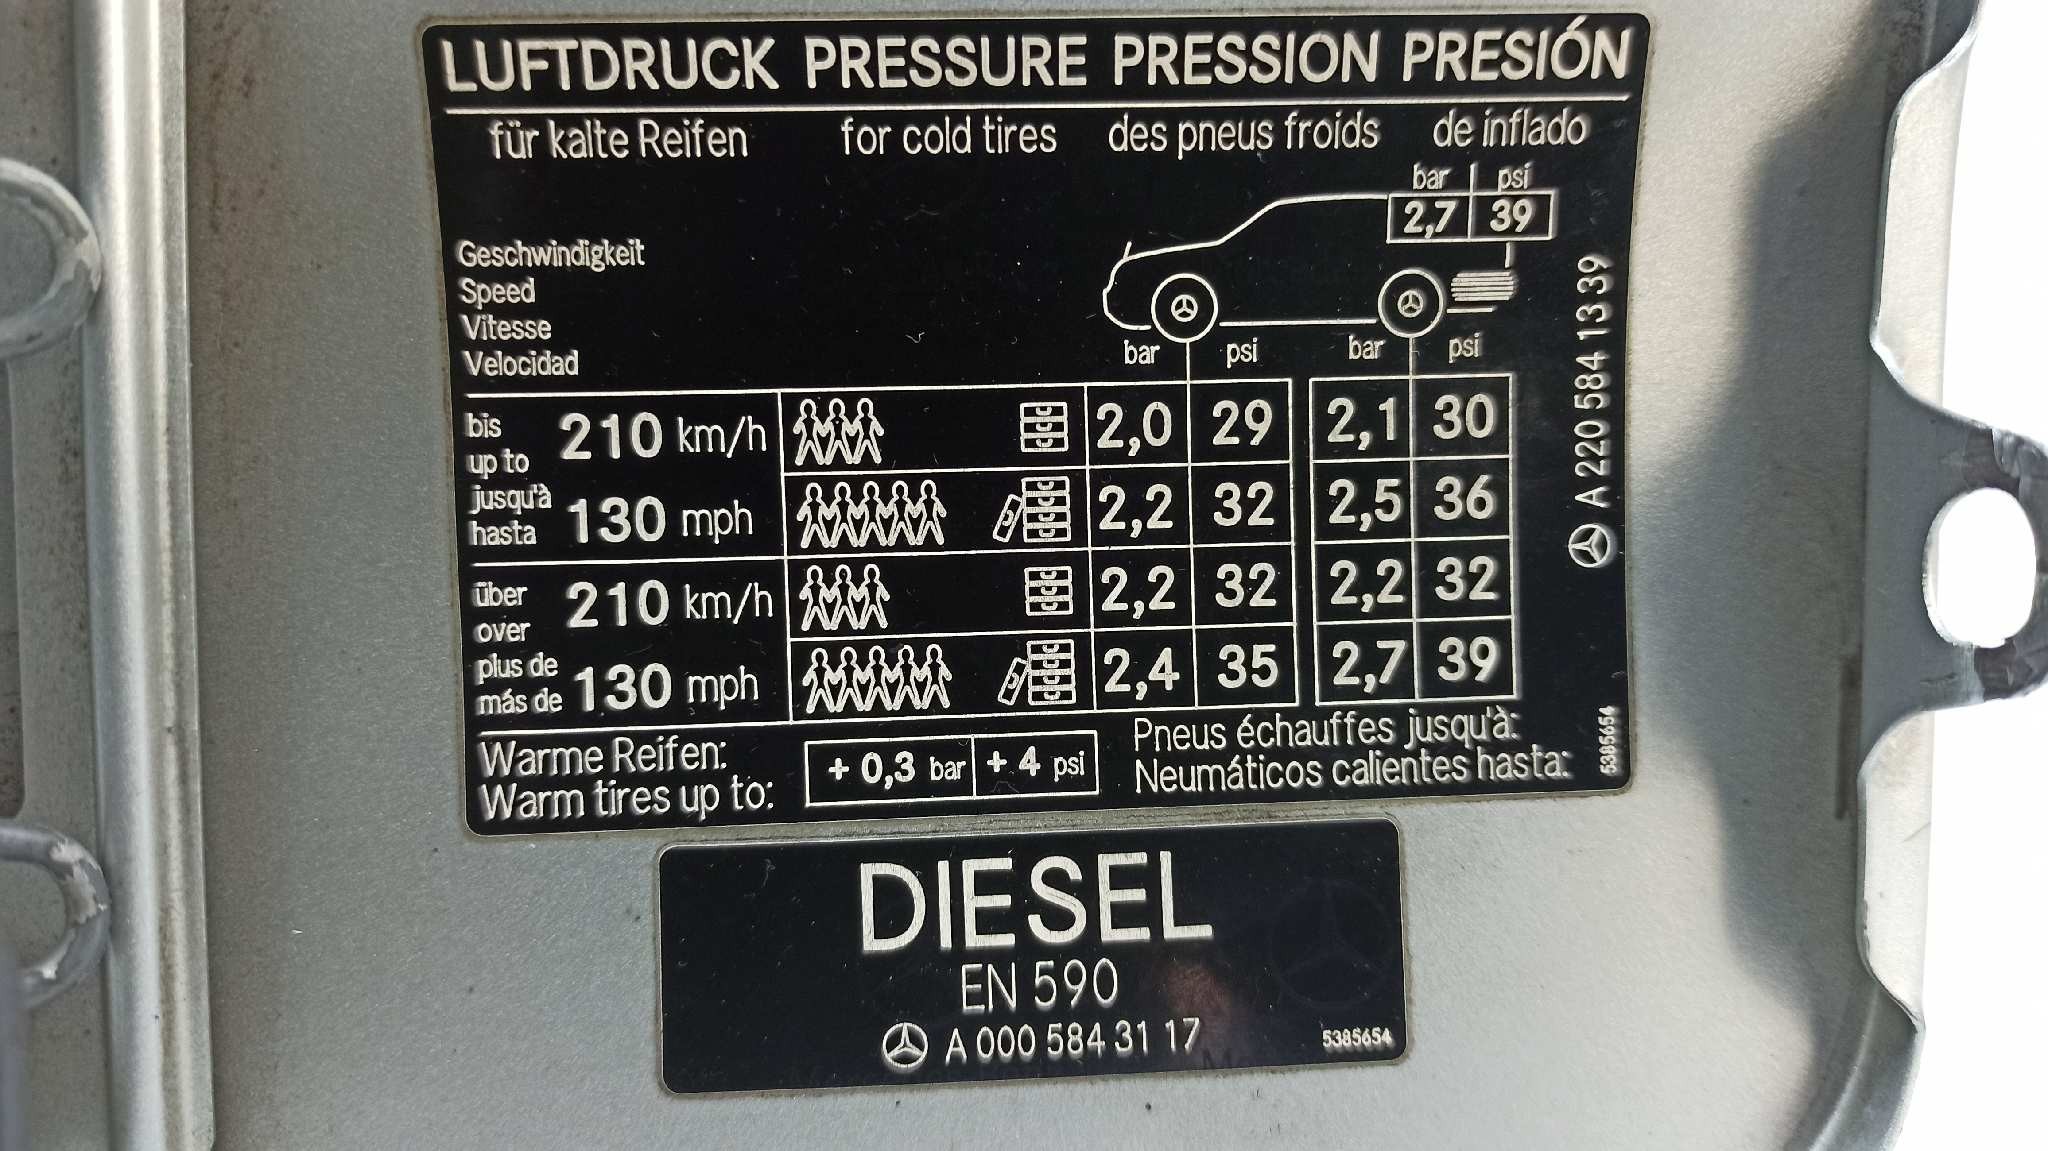 LUFTDRUCK PRESSURE PRESSION PRESIÓN
für kalte Reifen for cold tires des pneus froids de inflado
bar psi
2,7 39
Geschwindigkeit
Speed
Vitesse
Velocidad
bar psi bar psi
bis
up to
210 km/h
2,0 29 2,1 30
jusqu'à
hasta
130 mph
2,2 32 2,5 36
über
over
210 km/h
2,2 32 2,2 32
plus de
más de
130 mph
2,4 35 2,7 39
Warme Reifen:
Warm tires up to:
+ 0,3 bar + 4 psi
Pneus échauffes jusqu'à:
Neumáticos calientes hasta:
A 220 584 13 39
5385654
DIESEL
EN 590
A 000 584 31 17
5385654